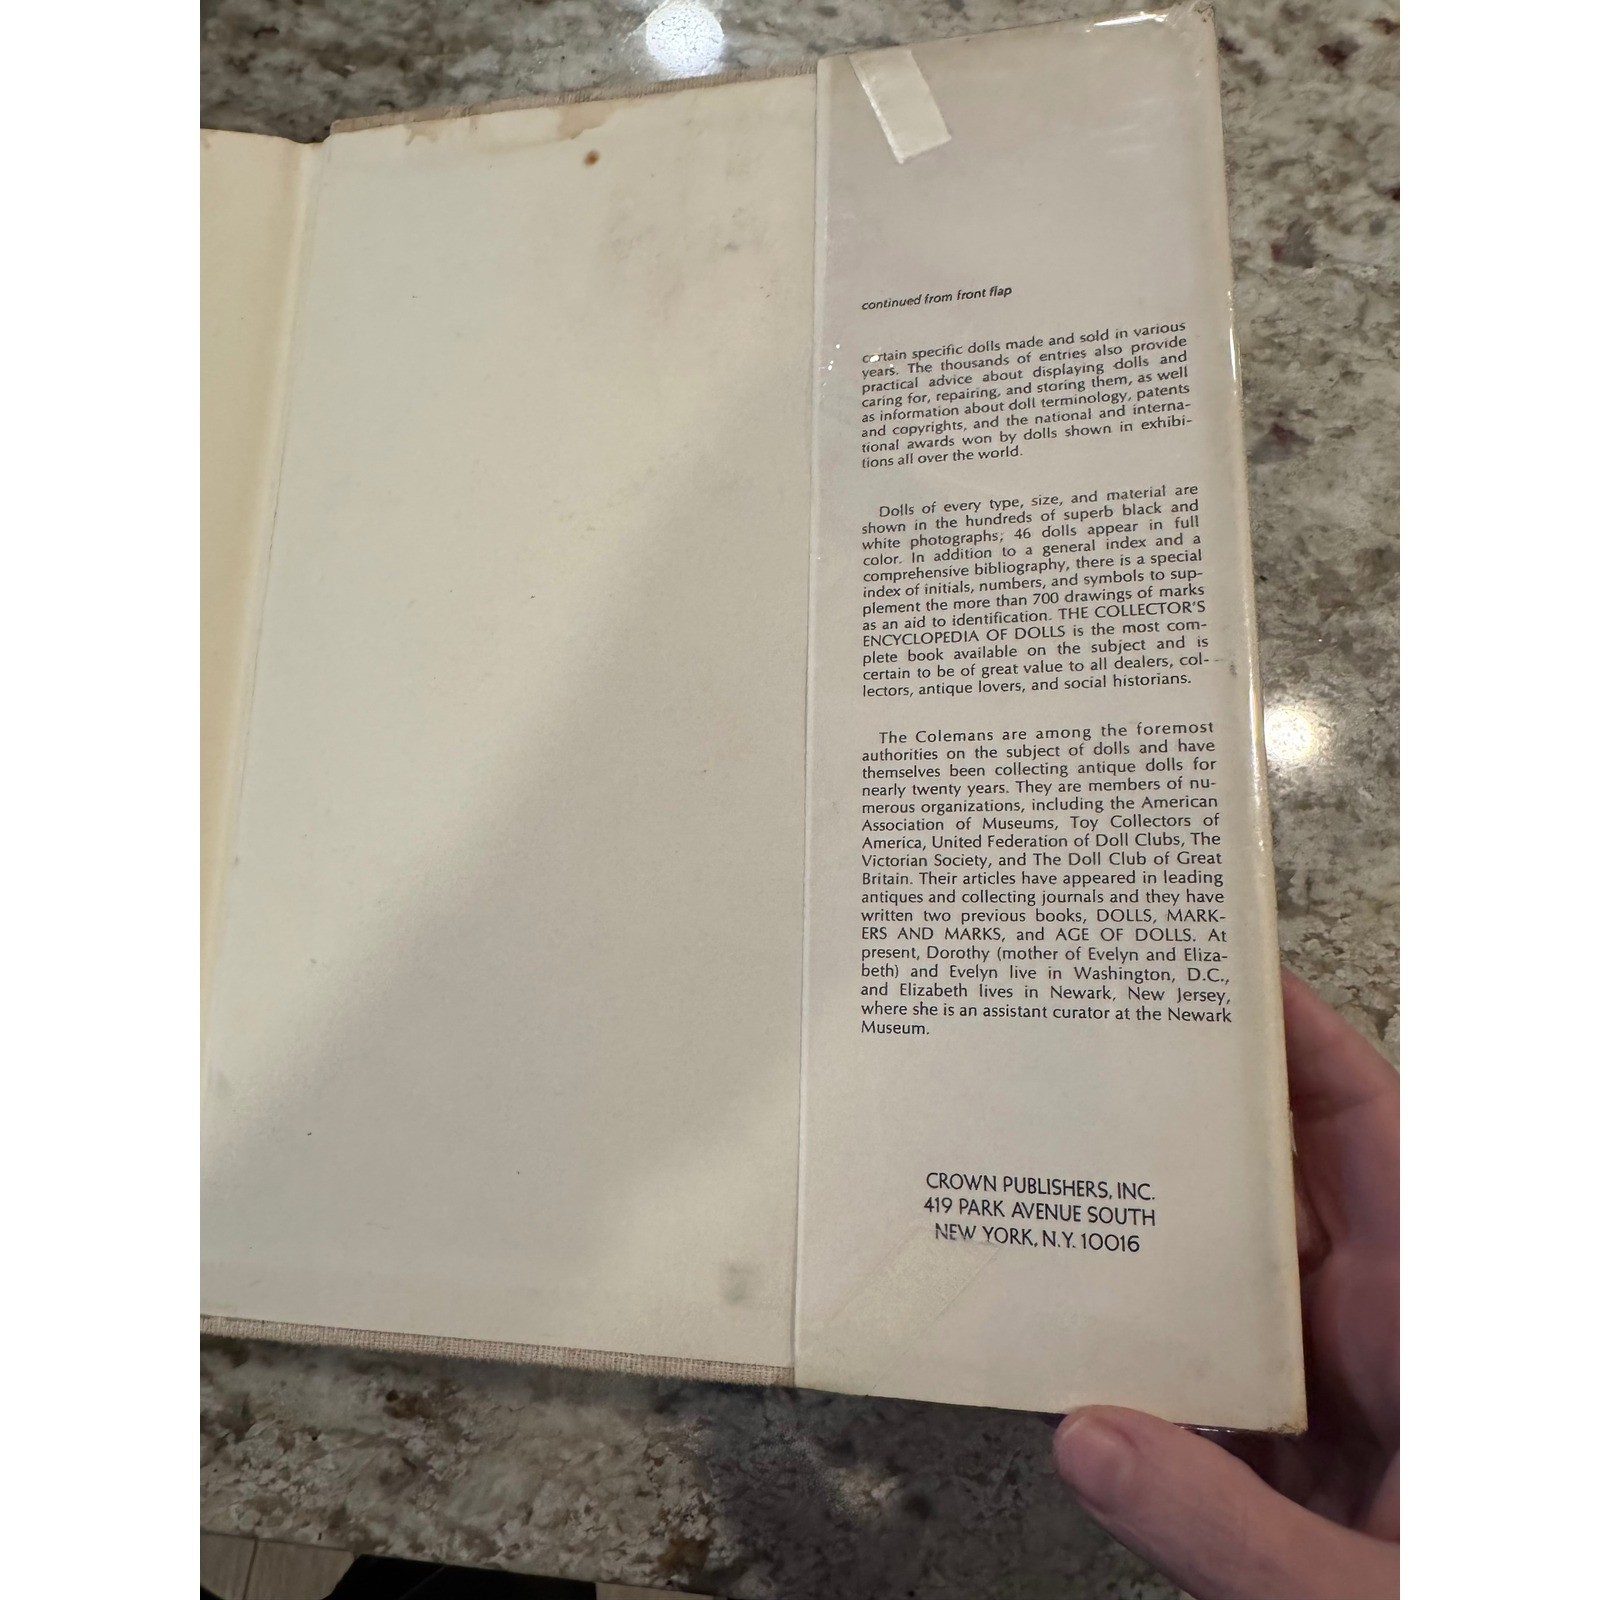 continued from front flap
certain specific dolls made and sold in various
years. The thousands of entries also provide
practical advice about displaying dolls and
caring for, repairing, and storing them, as well
as information about doll terminology, patents
and copyrights, and the national and interna-
tional awards won by dolls shown in exhibi-
tions all over the world.
Dolls of every type, size, and material are
shown in the hundreds of superb black and
white photographs; 46 dolls appear in full
color. In addition to a general index and a
comprehensive bibliography, there is a special
index of initials, numbers, and symbols to sup-
plement the more than 700 drawings of marks
as an aid to identification. THE COLLECTOR'S
ENCYCLOPEDIA OF DOLLS is the most com-
plete book available on the subject and is
certain to be of great value to all dealers, col-
lectors, antique lovers, and social historians.
The Colemans are among the foremost
authorities on the subject of dolls and have
themselves been collecting antique dolls for
nearly twenty years. They are members of nu-
merous organizations, including the American
Association of Museums, Toy Collectors of
America, United Federation of Doll Clubs, The
Victorian Society, and The Doll Club of Great
Britain. Their articles have appeared in leading
antiques and collecting journals and they have
written two previous books, DOLLS, MARK-
ERS AND MARKS, and AGE OF DOLLS. At
present, Dorothy (mother of Evelyn and Eliza-
beth) and Evelyn live in Washington, D.C.,
and Elizabeth lives in Newark, New Jersey,
where she is an assistant curator at the Newark
Museum.
CROWN PUBLISHERS, INC.
419 PARK AVENUE SOUTH
NEW YORK, N.Y. 10016